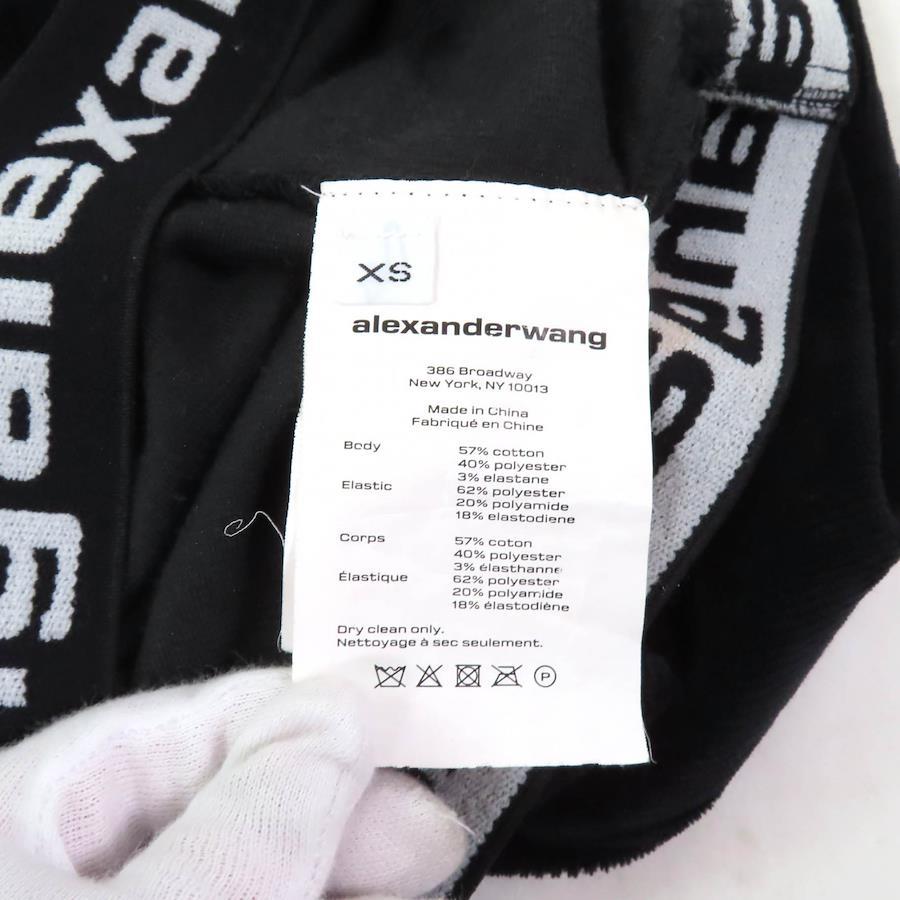 XS
alexanderwang
386 Broadway
New York, NY 10013
Made in China
Fabriqué en Chine
Body 57% cotton
40% polyester
3% elastane
Elastic 62% polyester
20% polyamide
18% elastodiene
Corps 57% coton
40% polyester
3% élasthanne
Élastique 62% polyester
20% polyamide
18% élastodiène
Dry clean only.
Nettoyage à sec seulement.
P